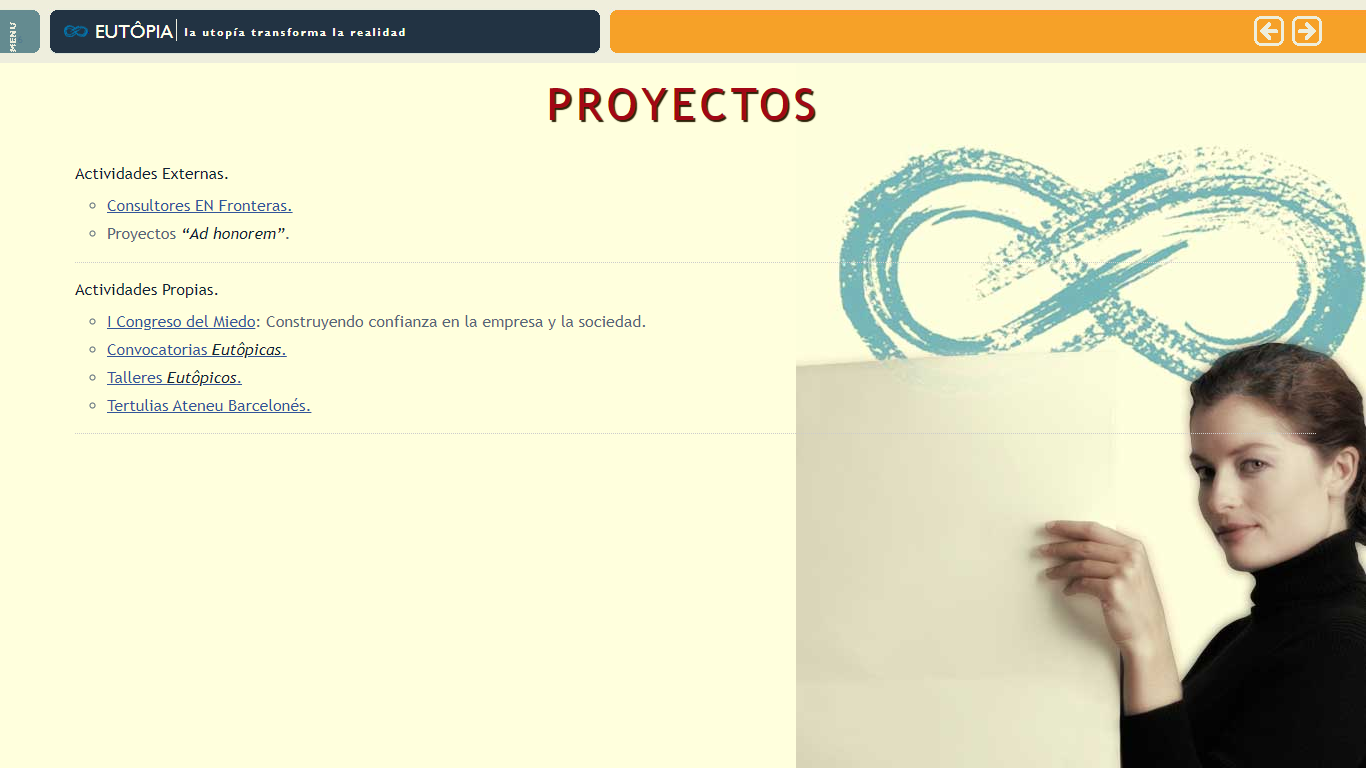 MENU
EUTÔPIA la utopía transforma la realidad
PROYECTOS
Actividades Externas.
Consultores EN Fronteras.
Proyectos “Ad honorem”.
Actividades Propias.
I Congreso del Miedo: Construyendo confianza en la empresa y la sociedad.
Convocatorias Eutôpicas.
Talleres Eutôpicos.
Tertulias Ateneu Barcelonés.